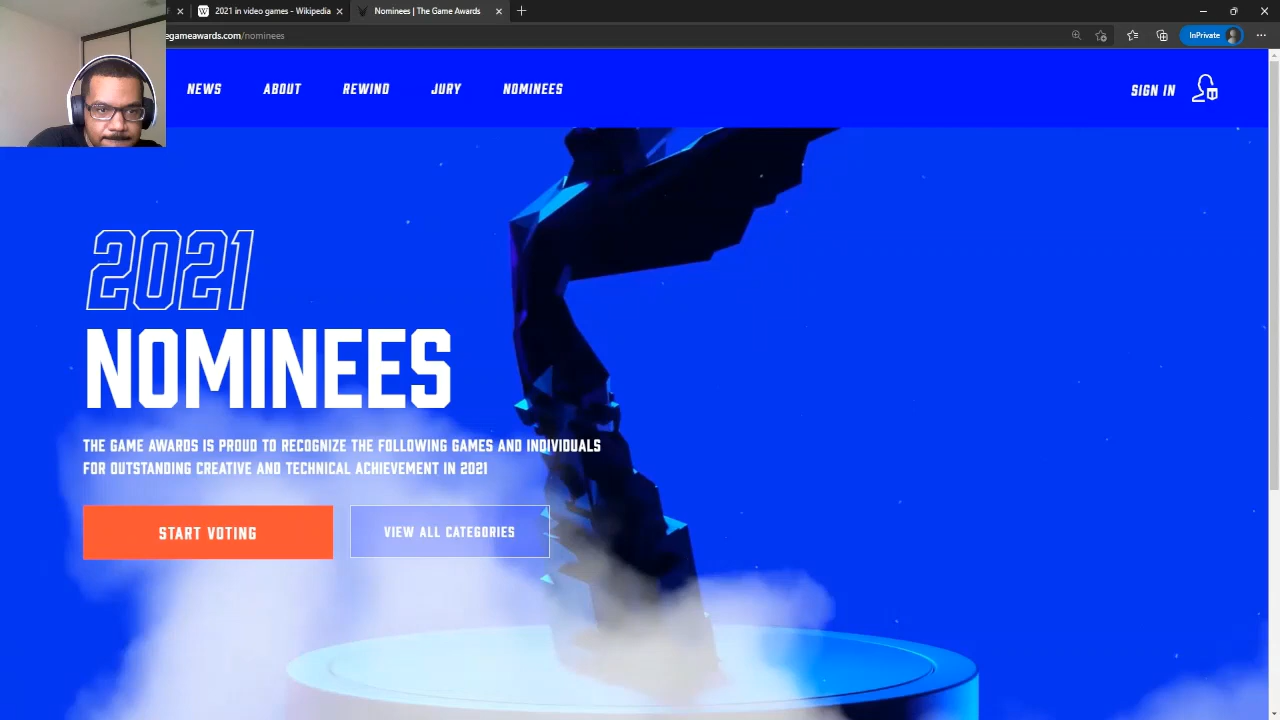 2021 in video games - Wikipedia
Nominees | The Game Awards
egameawards.com/nominees
InPrivate
NEWS
ABOUT
REWIND
JURY
NOMINEES
SIGN IN
2021
NOMINEES
THE GAME AWARDS IS PROUD TO RECOGNIZE THE FOLLOWING GAMES AND INDIVIDUALS
FOR OUTSTANDING CREATIVE AND TECHNICAL ACHIEVEMENT IN 2021
START VOTING
VIEW ALL CATEGORIES